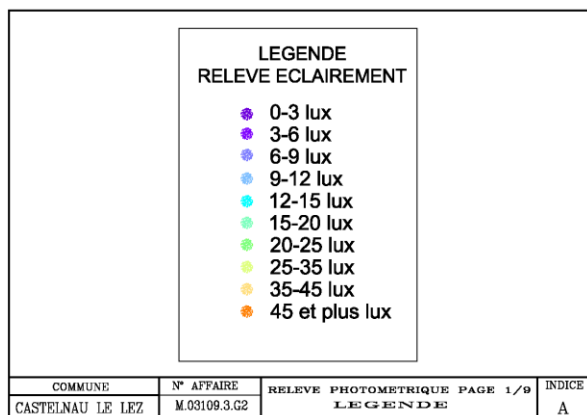 LEGENDE
RELEVE ECLAIREMENT
0-3 lux
3-6 lux
6-9 lux
9-12 lux
12-15 lux
15-20 lux
20-25 lux
25-35 lux
35-45 lux
45 et plus lux
COMMUNE
CASTELNAU LE LEZ
N° AFFAIRE
M.03109.3.G2
RELEVE PHOTOMETRIQUE PAGE 1/9
LEGENDE
INDICE
A